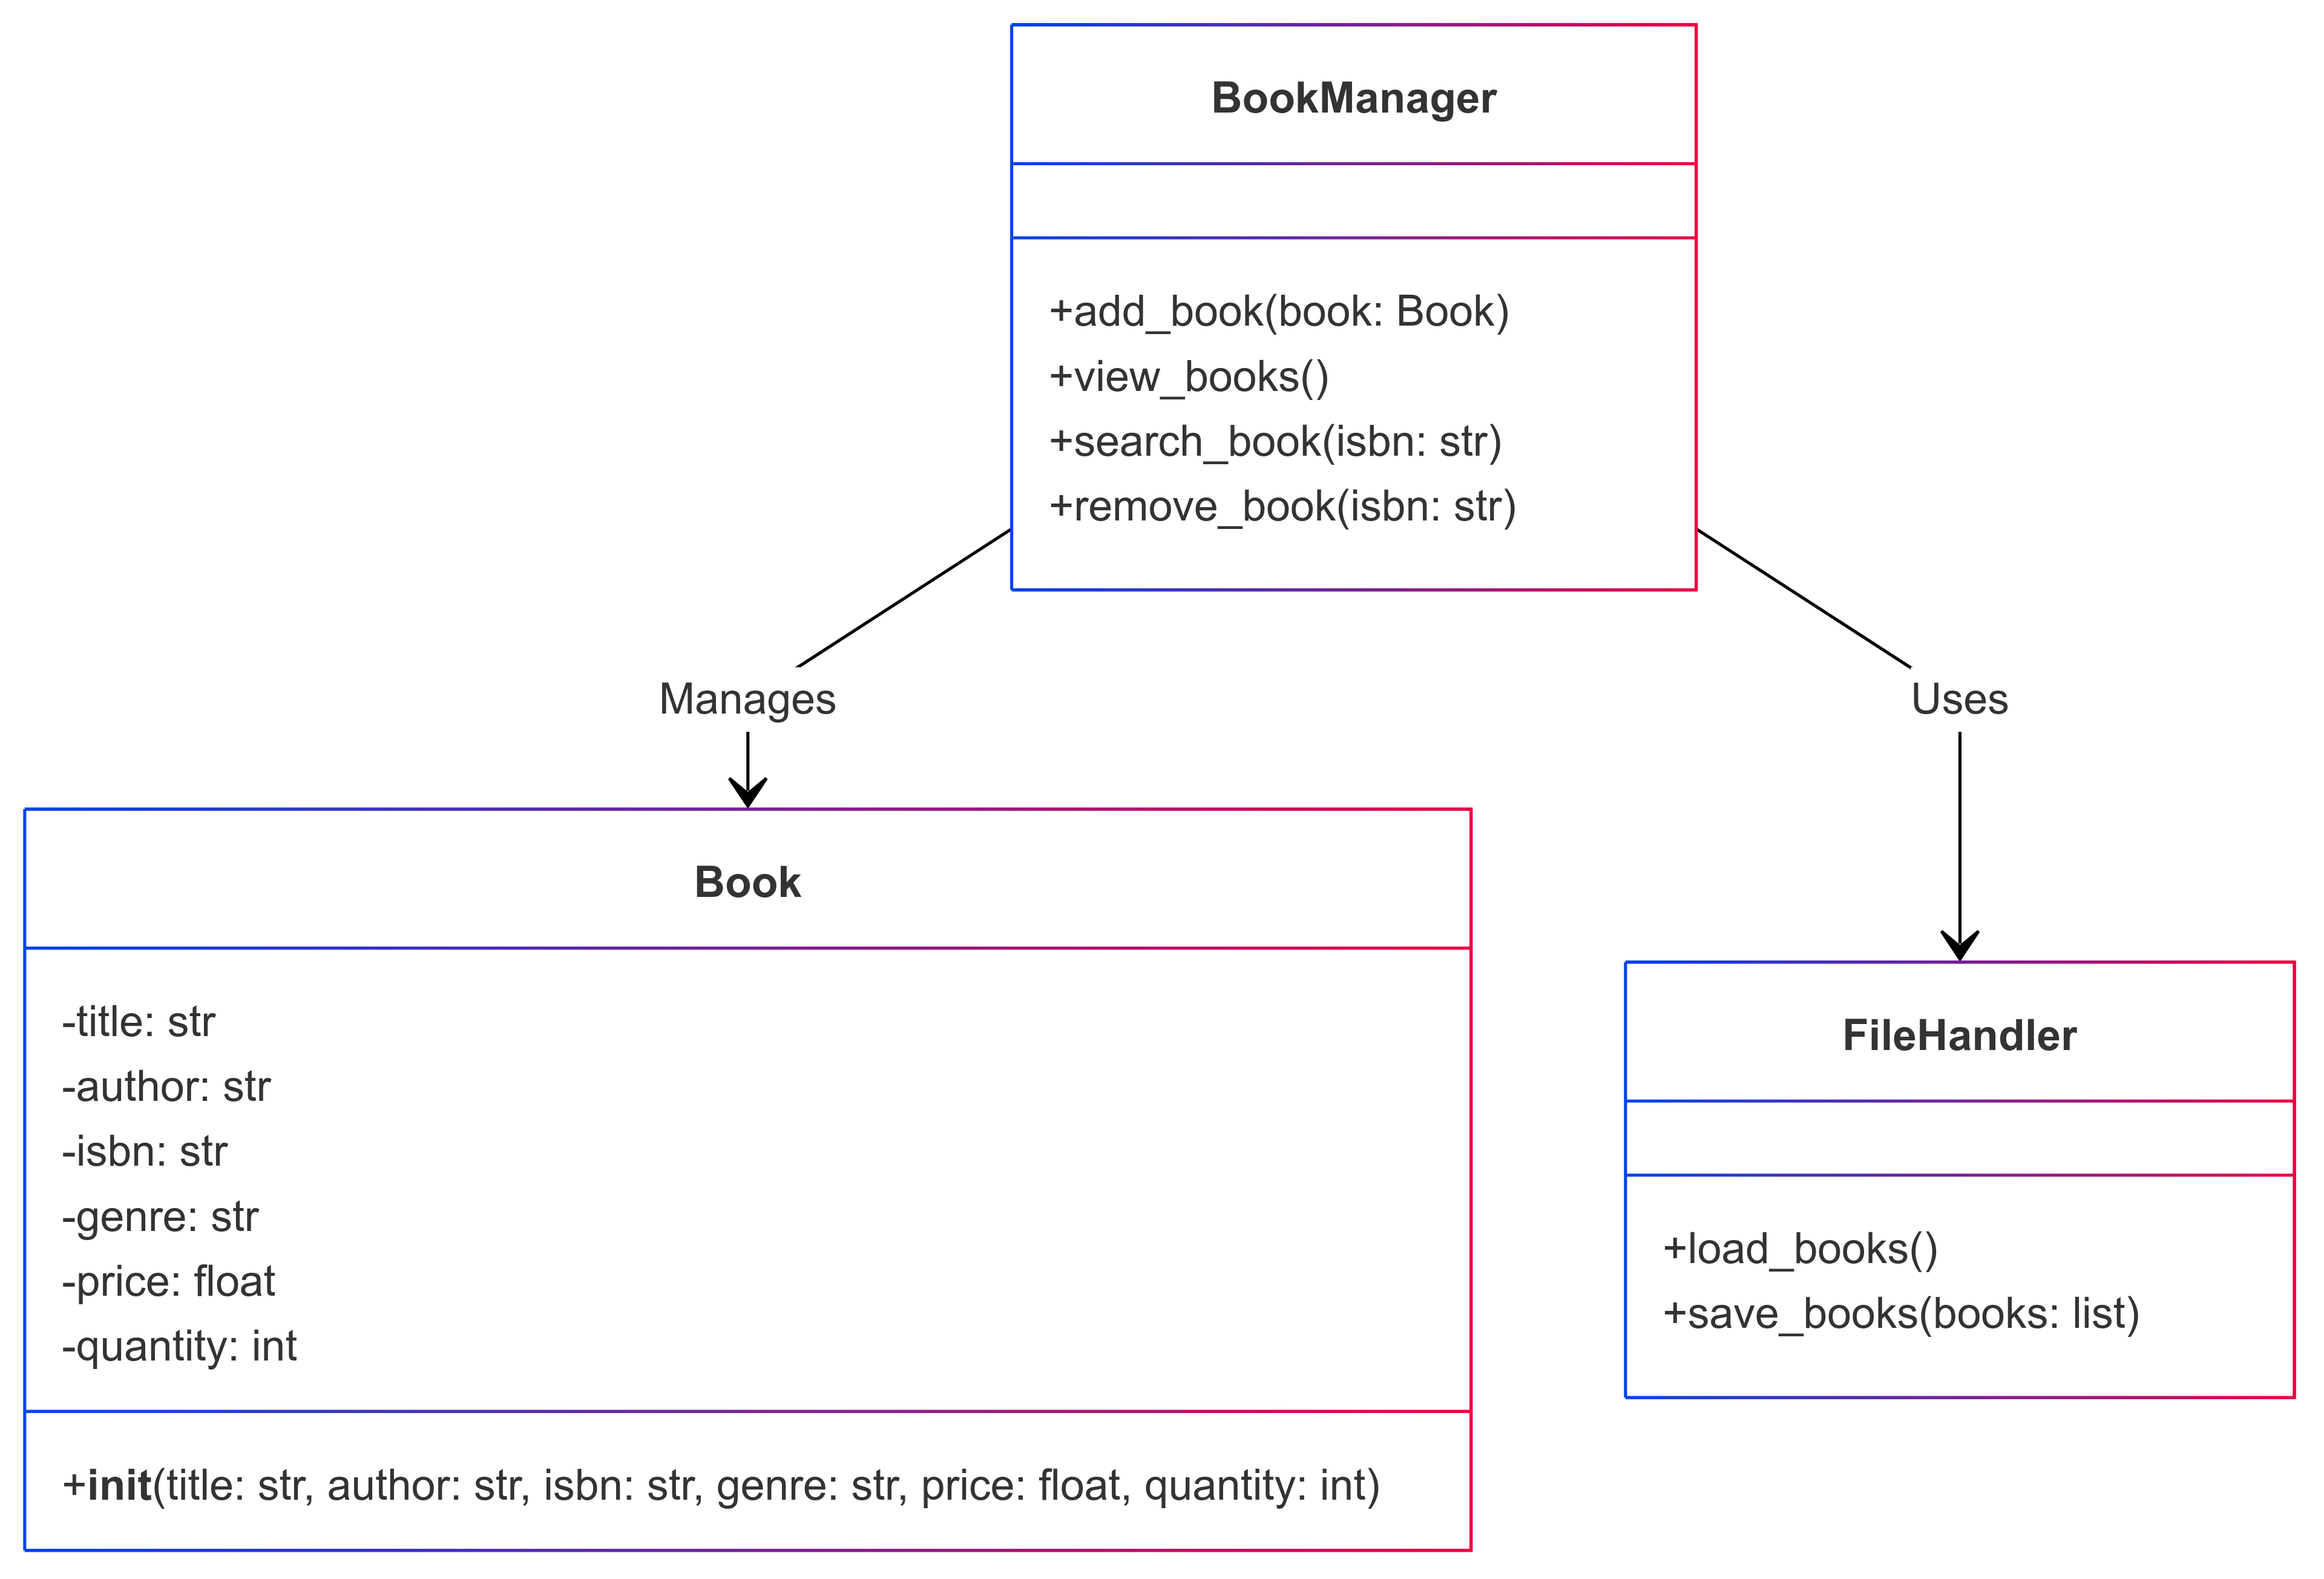 BookManager
+add_book(book: Book)
+view_books()
+search_book(isbn: str)
+remove_book(isbn: str)
Manages
Uses
Book
-title: str
-author: str
-isbn: str
-genre: str
-price: float
-quantity: int
+init(title: str, author: str, isbn: str, genre: str, price: float, quantity: int)
FileHandler
+load_books()
+save_books(books: list)